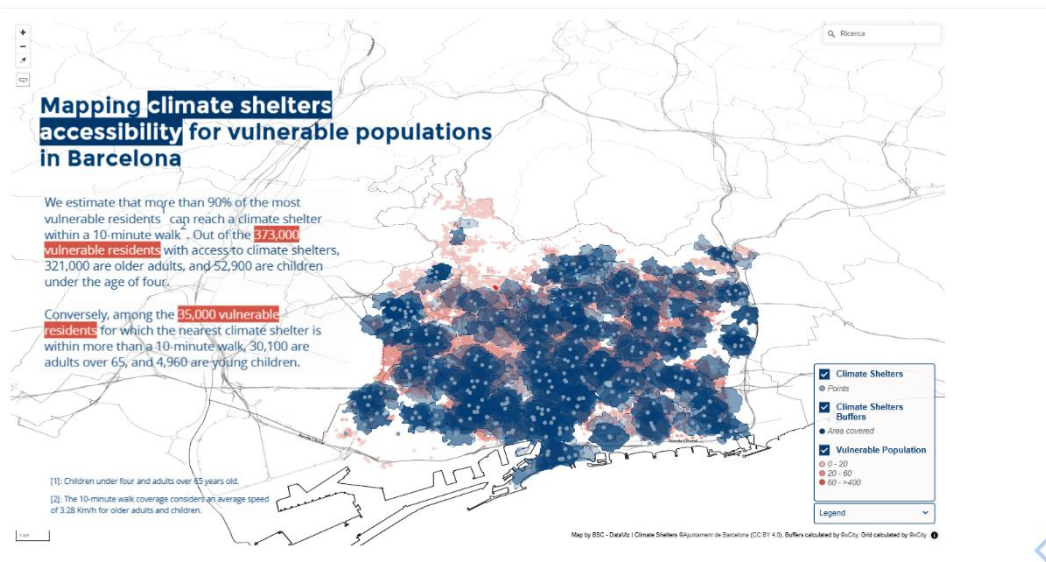 Ricerca
Mapping climate shelters
accessibility for vulnerable populations
in Barcelona
We estimate that more than 90% of the most
vulnerable residents1 can reach a climate shelter
within a 10-minute walk2. Out of the 373,000
vulnerable residents with access to climate shelters,
321,000 are older adults, and 52,900 are children
under the age of four.
Conversely, among the 35,000 vulnerable
residents for which the nearest climate shelter is
within more than a 10-minute walk, 30,100 are
adults over 65, and 4,960 are young children.
[1]: Children under four and adults over 65 years old.
[2]: The 10-minute walk coverage considers an average speed
of 3.28 Km/h for older adults and children.
Climate Shelters
Points
Climate Shelters
Buffers
Area covered
Vulnerable Population
0 - 20
20 - 60
60 - >400
Legend
Map by BSC - DataViz | Climate Shelters ©Ajuntament de Barcelona (CC BY 4.0), Buffers calculated by ©vCity, Grid calculated by ©vCity